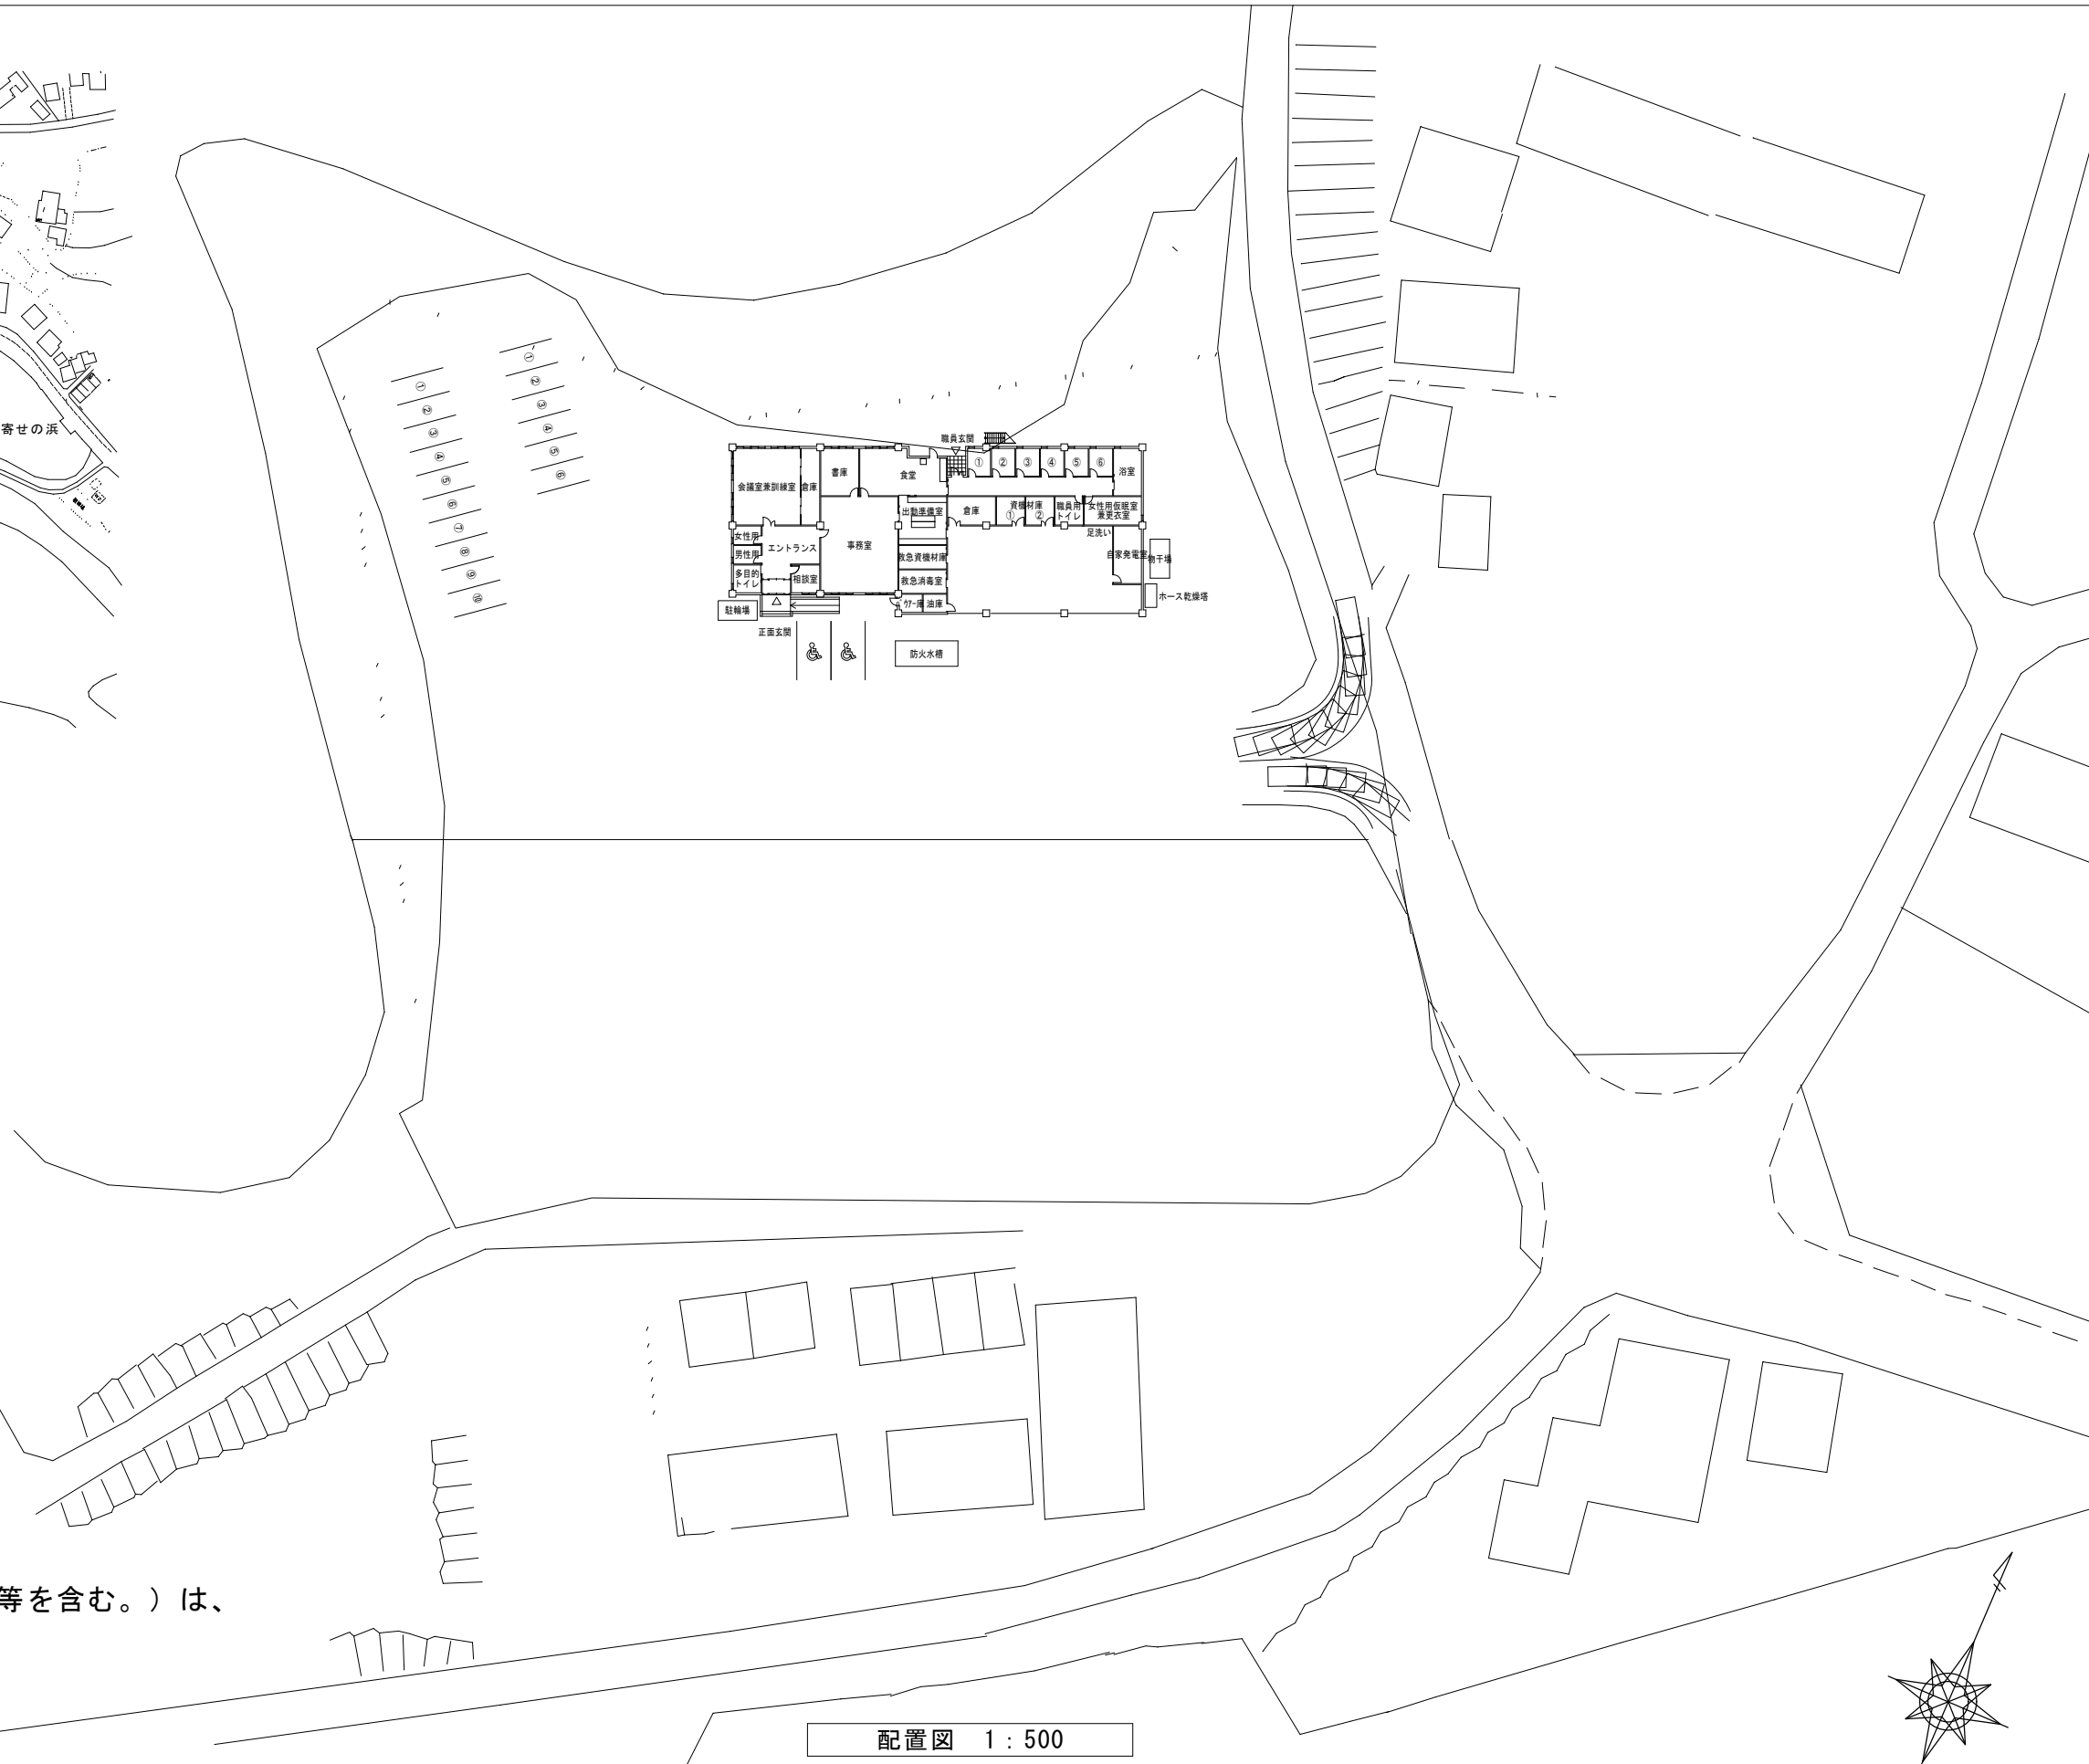 寄せの浜
①
②
③
④
⑤
⑥
⑦
⑧
⑨
⑩
①
②
③
④
⑤
⑥
職員玄関
会議室兼訓練室
倉庫
書庫
食堂
①
②
③
④
⑤
⑥
浴室
出動準備室
倉庫
資機材庫
①
②
職員用
トイレ
女性用仮眠室
兼更衣室
女性用
男性用
多目的
トイレ
エントランス
相談室
事務室
救急資機材庫
救急消毒室
油庫
足洗い
自家発電室
物干場
ホース乾燥塔
駐輪場
正面玄関
防火水槽
等を含む。）は、
配置図 1：500